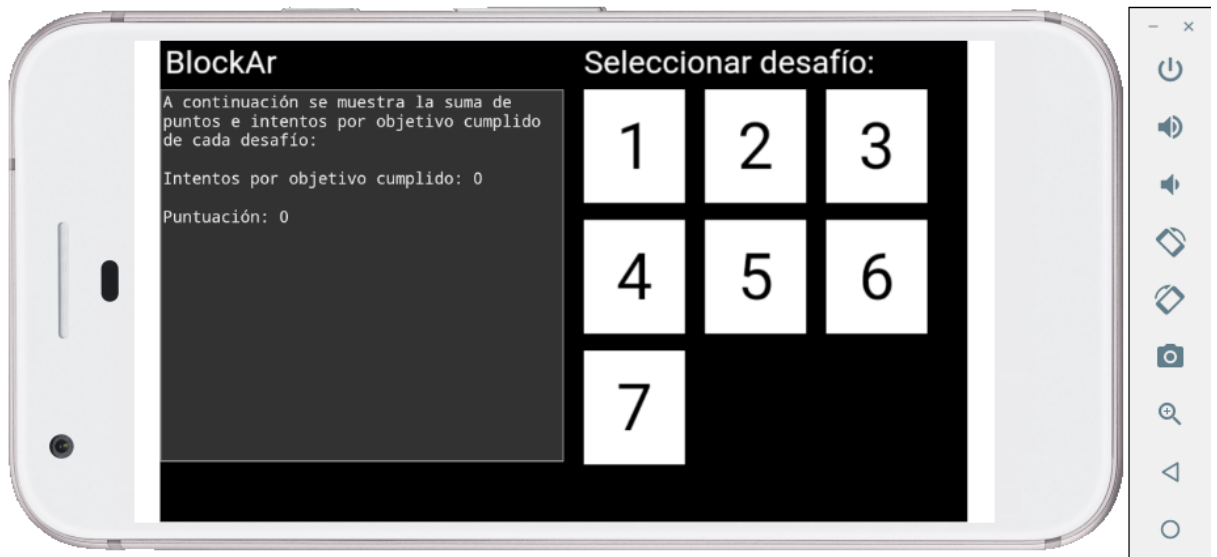 BlockAr
A continuación se muestra la suma de
puntos e intentos por objetivo cumplido
de cada desafío:
Intentos por objetivo cumplido: 0
Puntuación: 0
Seleccionar desafío:
1 2 3
4 5 6
7